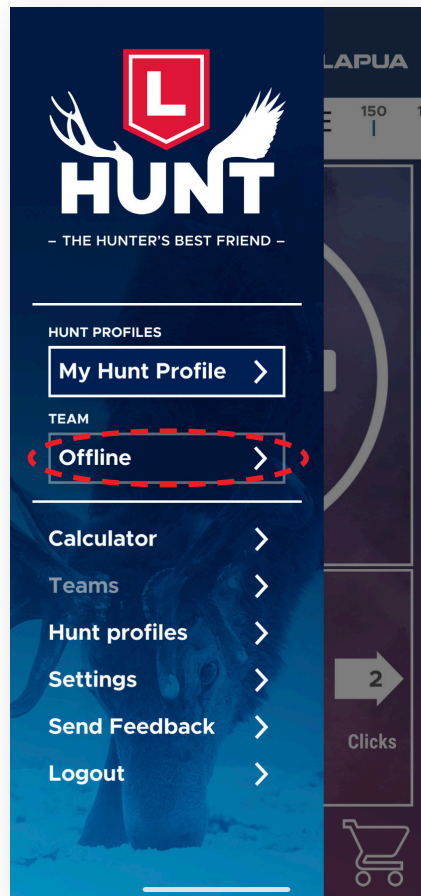 LAPUA
150
L
HUNT
– THE HUNTER'S BEST FRIEND –
HUNT PROFILES
My Hunt Profile
TEAM
Offline
Calculator
Teams
Hunt profiles
Settings
2
Send Feedback
Clicks
Logout